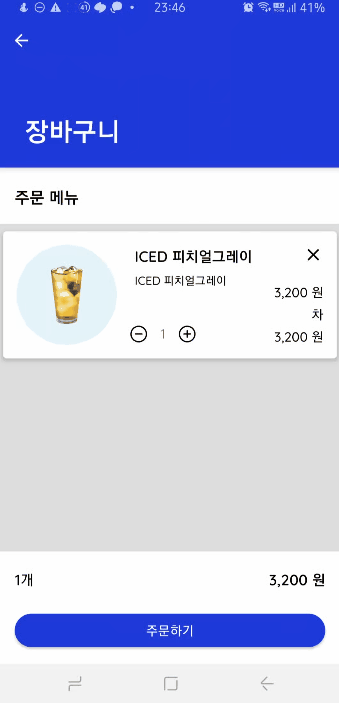 41
23:46
41%
장바구니
주문 메뉴
ICED 피치얼그레이
ICED 피치얼그레이
3,200 원
차
1
3,200 원
1개
3,200 원
주문하기